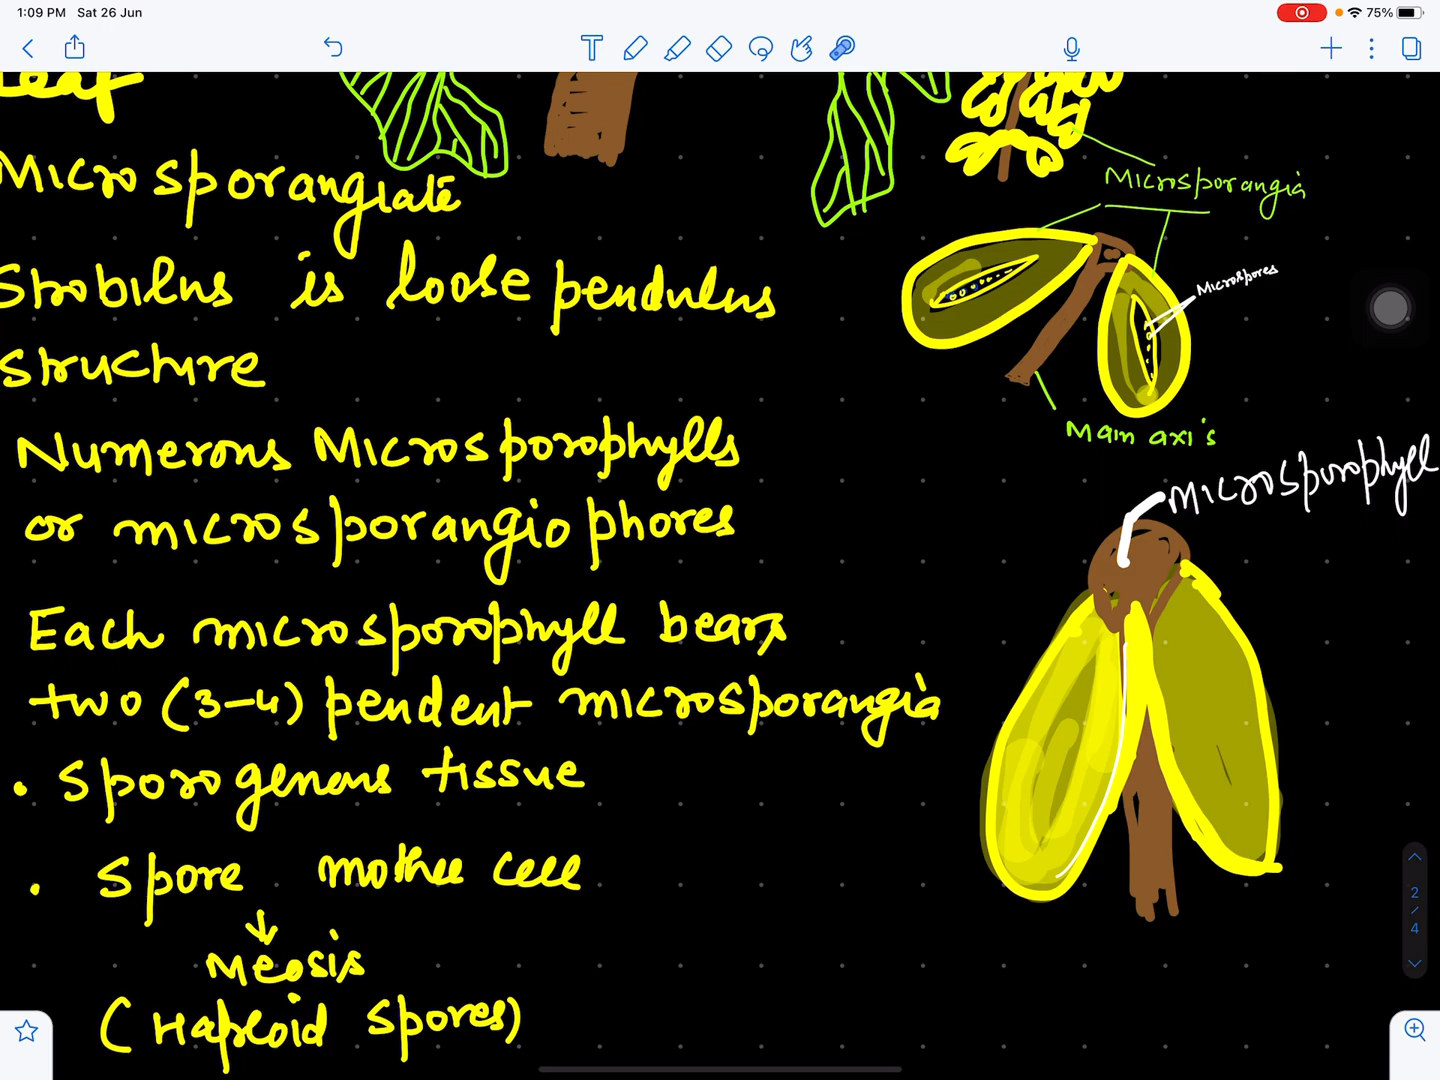 1:09 PM Sat 26 Jun
75%
Leaf
Microsporangiate
Strobilus is loose pendulus
structure
Numerous Microsporophylls
or microsporangiophores
Each microsporophyll bears
two (3-4) pendent microsporangia
• Sporogenous tissue
• Spore mother cell
↓
Meosis
(Haploid spores)
Microsporangia
Microspores
Main axis
Microsporophyll
2
/
4